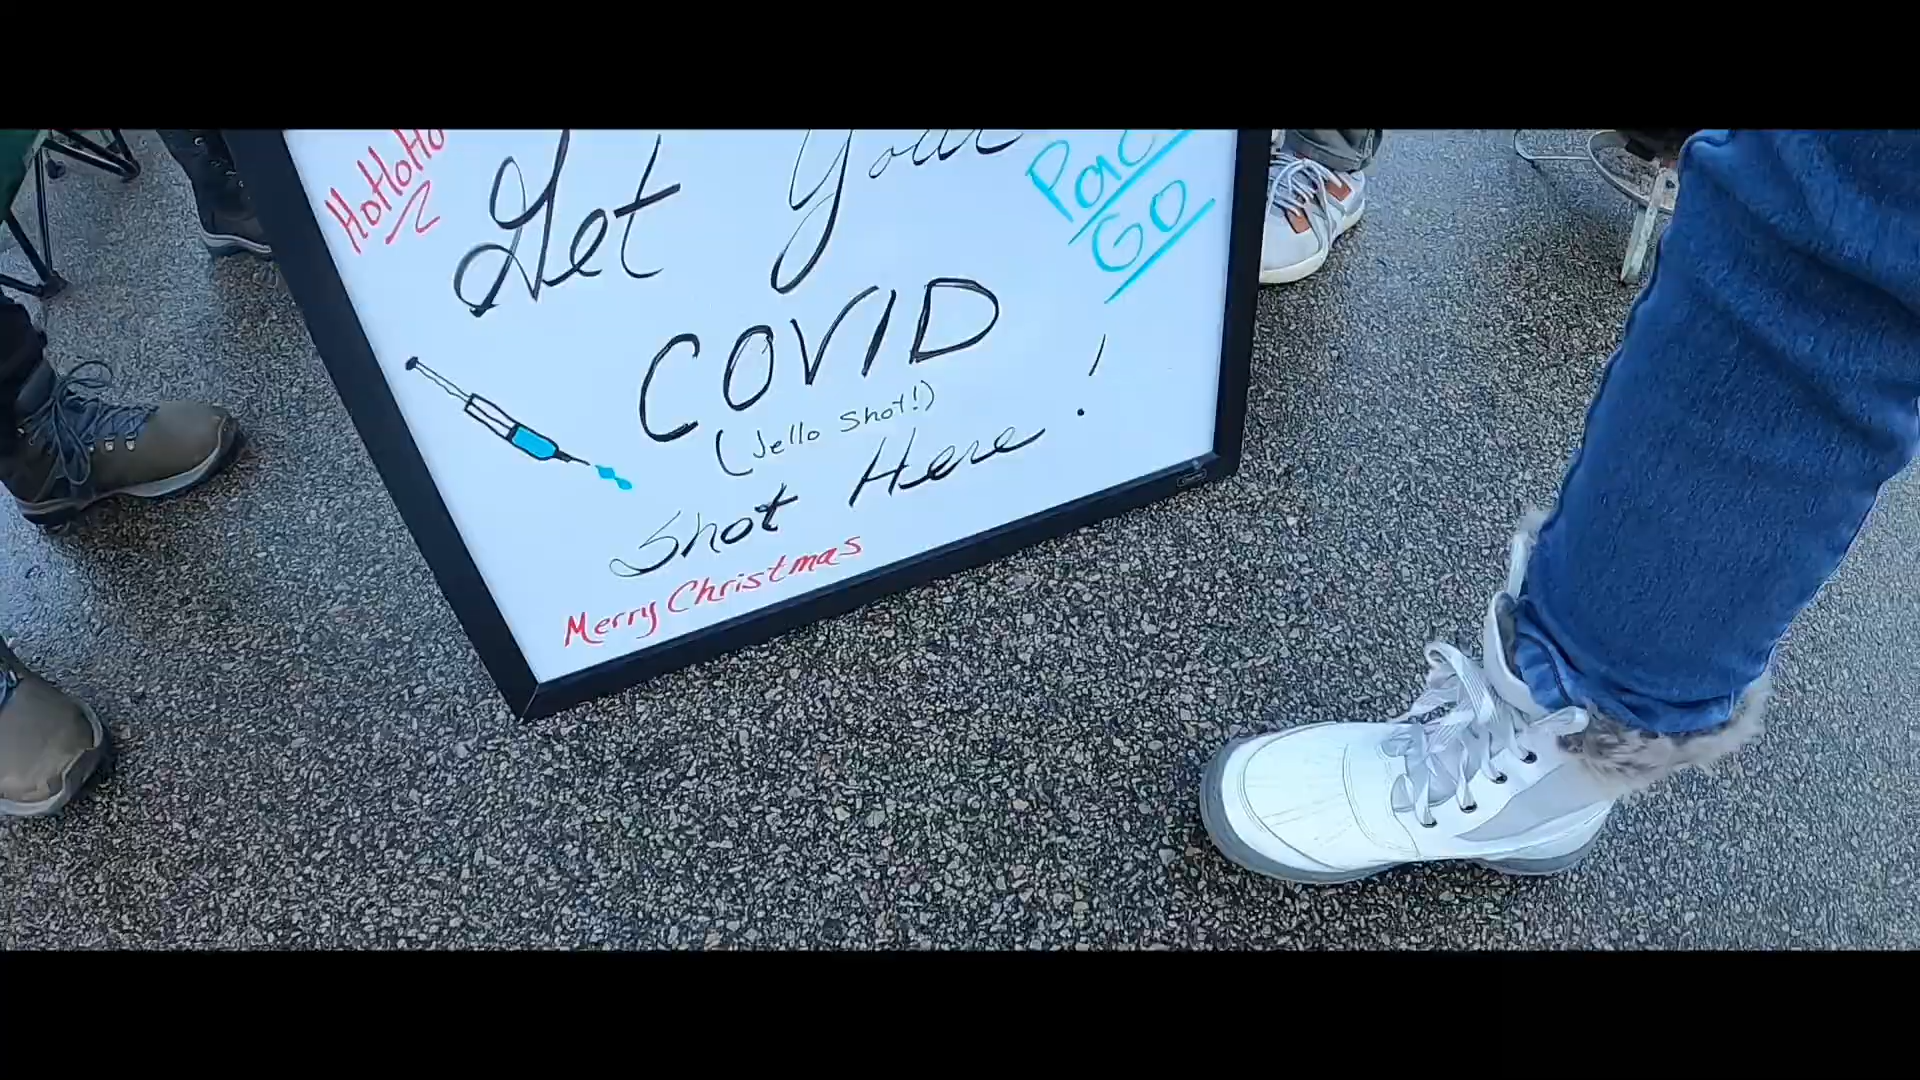 HoHoHo
Get Your
Pac
GO
COVID
(Jello Shot!)
Shot Here!
Merry Christmas